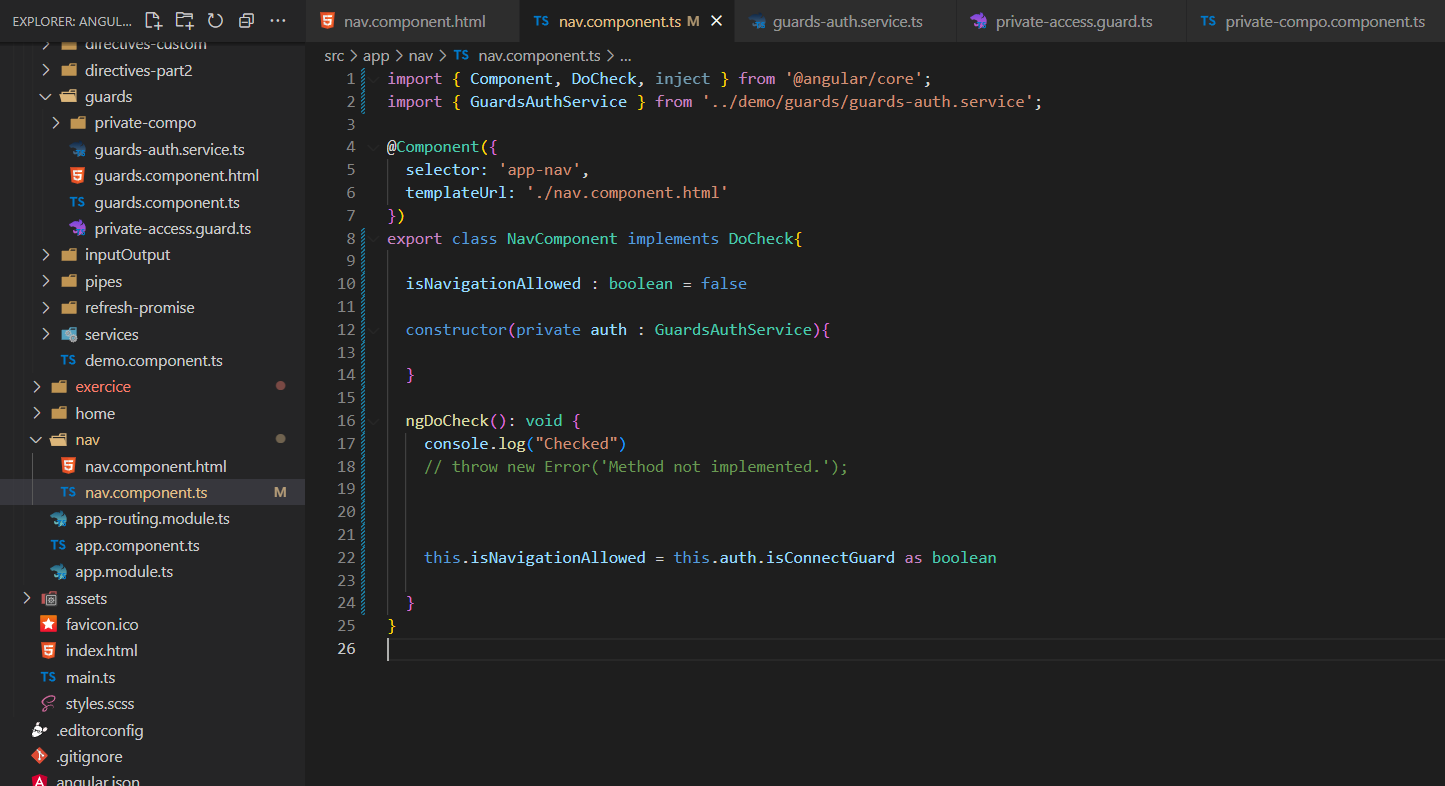 EXPLORER: ANGUL...
directives-custom
directives-part2
guards
private-compo
guards-auth.service.ts
guards.component.html
TS guards.component.ts
private-access.guard.ts
inputOutput
pipes
refresh-promise
services
TS demo.component.ts
exercice
home
nav
nav.component.html
TS nav.component.ts M
app-routing.module.ts
TS app.component.ts
app.module.ts
assets
favicon.ico
index.html
TS main.ts
styles.scss
.editorconfig
.gitignore
angular.json
nav.component.html
TS nav.component.ts M
guards-auth.service.ts
private-access.guard.ts
TS private-compo.component.ts
src > app > nav > TS nav.component.ts > ...
1 import { Component, DoCheck, inject } from '@angular/core';
2 import { GuardsAuthService } from '../demo/guards/guards-auth.service';
3
4 @Component({
5 selector: 'app-nav',
6 templateUrl: './nav.component.html'
7 })
8 export class NavComponent implements DoCheck{
9
10 isNavigationAllowed : boolean = false
11
12 constructor(private auth : GuardsAuthService){
13
14 }
15
16 ngDoCheck(): void {
17 console.log("Checked")
18 // throw new Error('Method not implemented.');
19
20
21
22 this.isNavigationAllowed = this.auth.isConnectGuard as boolean
23
24 }
25 }
26